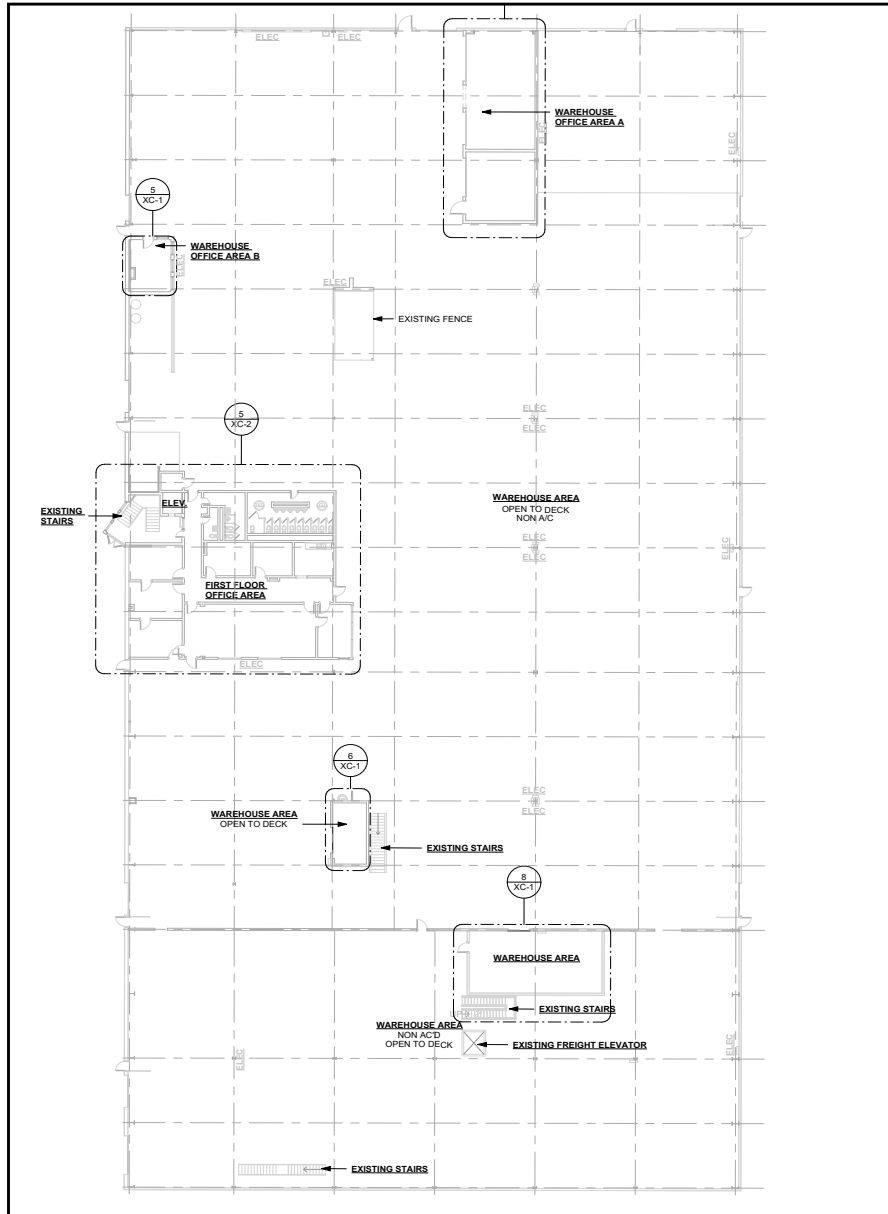 ELEC
ELEC
WAREHOUSE
OFFICE AREA A
ELEC
ELEC
5
XC-1
WAREHOUSE
OFFICE AREA B
ELEC
ELEC
EXISTING FENCE
ELEC
ELEC
5
XC-2
EXISTING
STAIRS
ELEV.
WAREHOUSE AREA
OPEN TO DECK
NON A/C
ELEC
ELEC
ELEC
FIRST FLOOR
OFFICE AREA
ELEC
6
XC-1
WAREHOUSE AREA
OPEN TO DECK
ELEC
ELEC
EXISTING STAIRS
8
XC-1
WAREHOUSE AREA
EXISTING STAIRS
WAREHOUSE AREA
NON AC'D
OPEN TO DECK
EXISTING FREIGHT ELEVATOR
ELEC
ELEC
EXISTING STAIRS